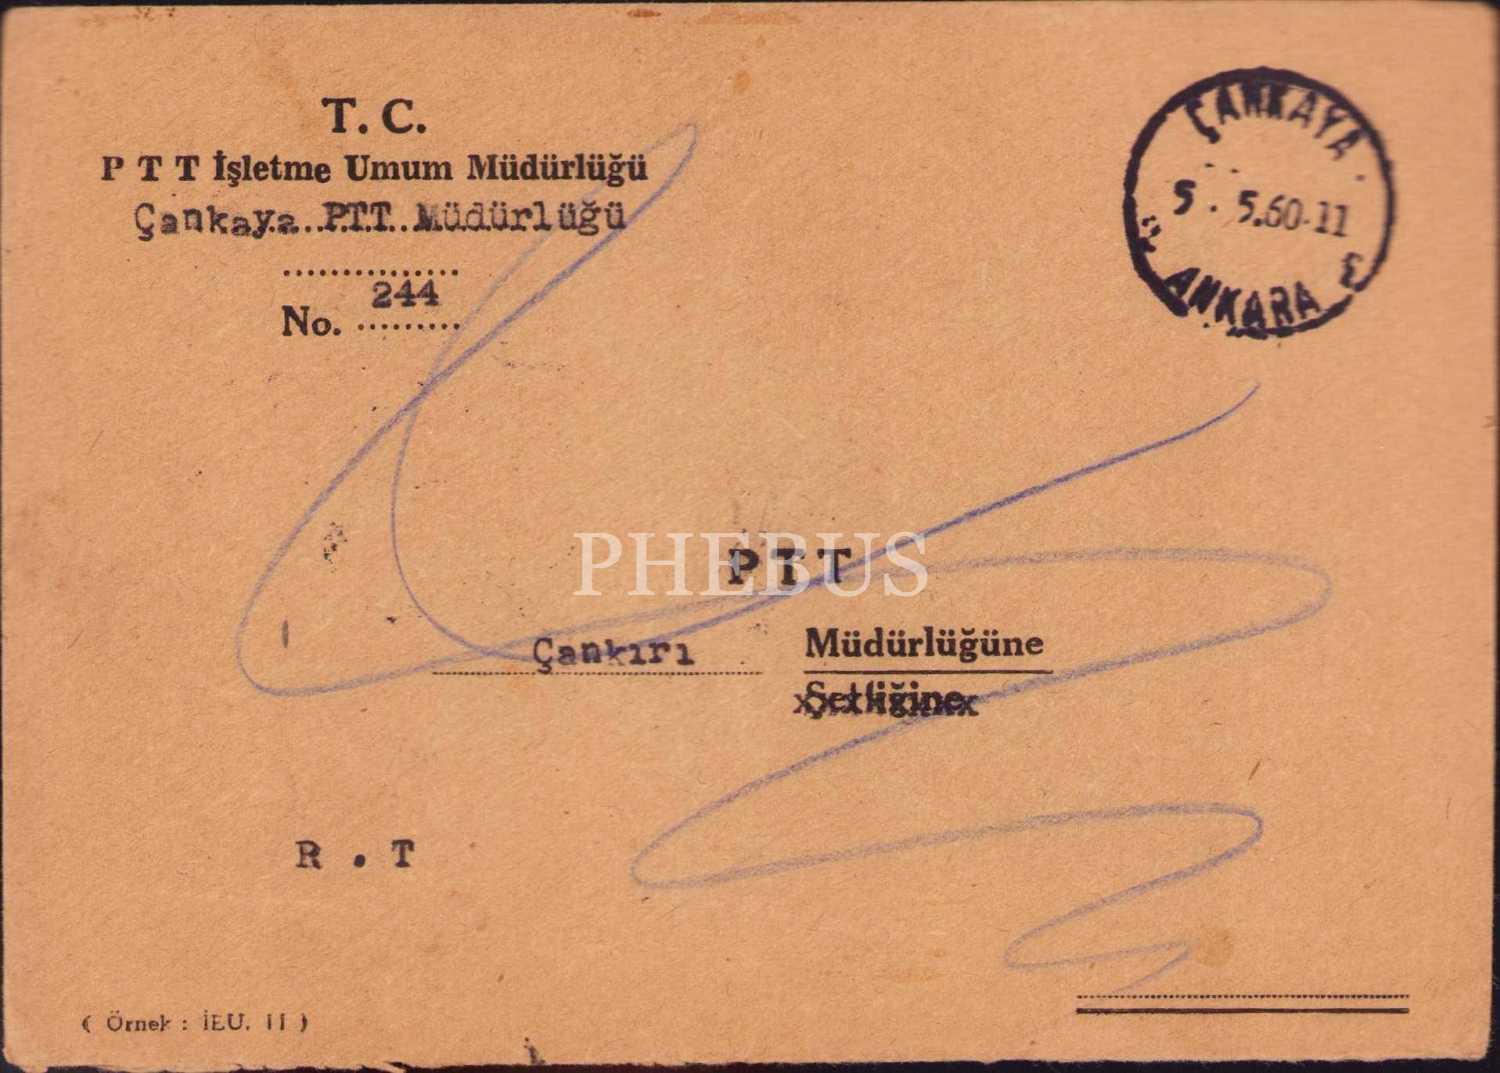 T. C.
P T T İşletme Umum Müdürlüğü
Çankaya PTT Müdürlüğü
244
No.
ÇANKAYA
5. 5.60-11
ANKARA
PHEBUS
PTT
Çankırı Müdürlüğüne
Şefliğine
R . T
( Örnek : İEU. 11 )